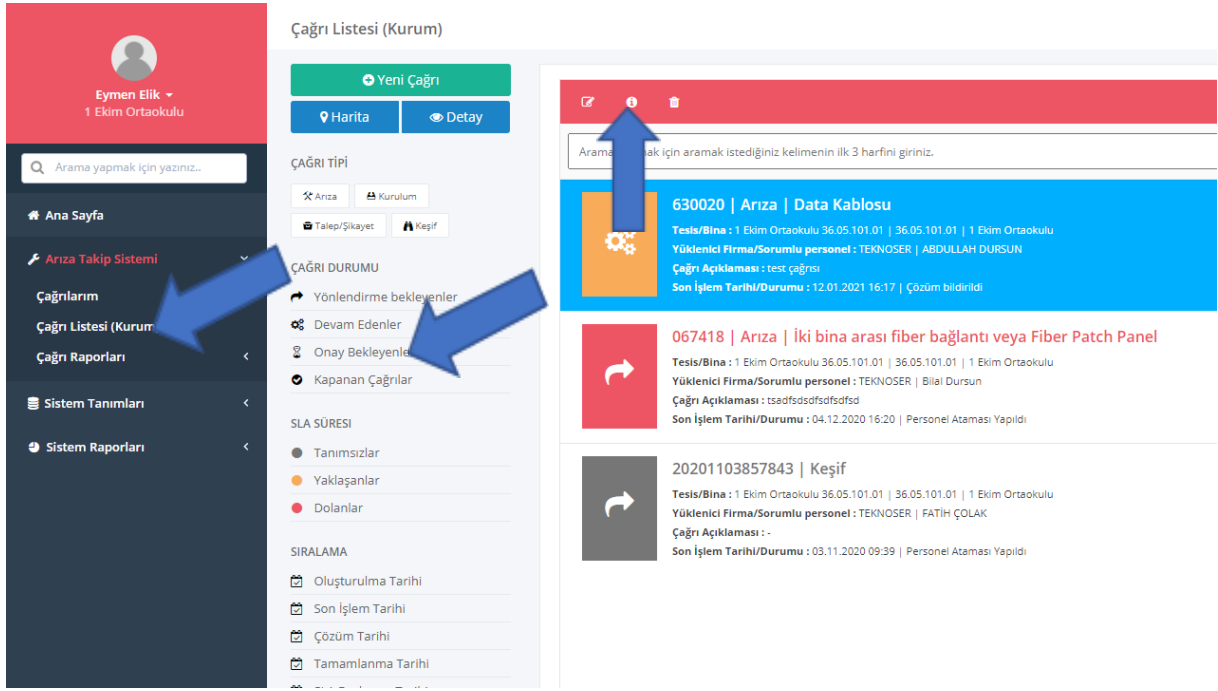 Eymen Elik
1 Ekim Ortaokulu
Arama yapmak için yazınız..
Ana Sayfa
Arıza Takip Sistemi
Çağrılarım
Çağrı Listesi (Kurum
Çağrı Raporları
Sistem Tanımları
Sistem Raporları
Çağrı Listesi (Kurum)
Yeni Çağrı
Harita
Detay
ÇAĞRI TİPİ
Arıza
Kurulum
Talep/Şikayet
Keşif
ÇAĞRI DURUMU
Yönlendirme bekleyenler
Devam Edenler
Onay Bekleyenle
Kapanan Çağrılar
SLA SÜRESI
Tanımsızlar
Yaklaşanlar
Dolanlar
SIRALAMA
Oluşturulma Tarihi
Son İşlem Tarihi
Çözüm Tarihi
Tamamlanma Tarihi
Arama ak için aramak istediğiniz kelimenin ilk 3 harfini giriniz.
630020 | Arıza | Data Kablosu
Tesis/Bina : 1 Ekim Ortaokulu 36.05.101.01 | 36.05.101.01 | 1 Ekim Ortaokulu
Yüklenici Firma/Sorumlu personel : TEKNOSER | ABDULLAH DURSUN
Çağrı Açıklaması : test çağrısı
Son İşlem Tarihi/Durumu : 12.01.2021 16:17 | Çözüm bildirildi
067418 | Arıza | İki bina arası fiber bağlantı veya Fiber Patch Panel
Tesis/Bina : 1 Ekim Ortaokulu 36.05.101.01 | 36.05.101.01 | 1 Ekim Ortaokulu
Yüklenici Firma/Sorumlu personel : TEKNOSER | Bilal Dursun
Çağrı Açıklaması : tsadfsdsdfsdfsdfsd
Son İşlem Tarihi/Durumu : 04.12.2020 16:20 | Personel Ataması Yapıldı
20201103857843 | Keşif
Tesis/Bina : 1 Ekim Ortaokulu 36.05.101.01 | 36.05.101.01 | 1 Ekim Ortaokulu
Yüklenici Firma/Sorumlu personel : TEKNOSER | FATİH ÇOLAK
Çağrı Açıklaması : -
Son İşlem Tarihi/Durumu : 03.11.2020 09:39 | Personel Ataması Yapıldı